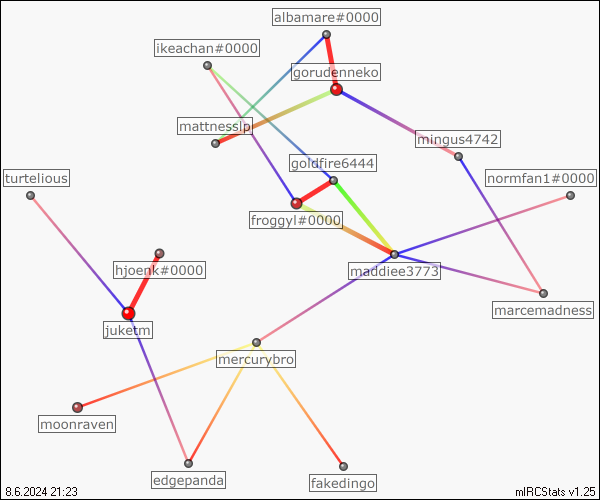 albamare#0000
ikeachan#0000
gorudenneko
mattnesslp
mingus4742
goldfire6444
turtelious
normfan1#0000
froggyl#0000
hjoenk#0000
maddiee3773
marcemadness
juketm
mercurybro
moonraven
edgepanda
fakedingo
8.6.2024 21:23
mIRCStats v1.25